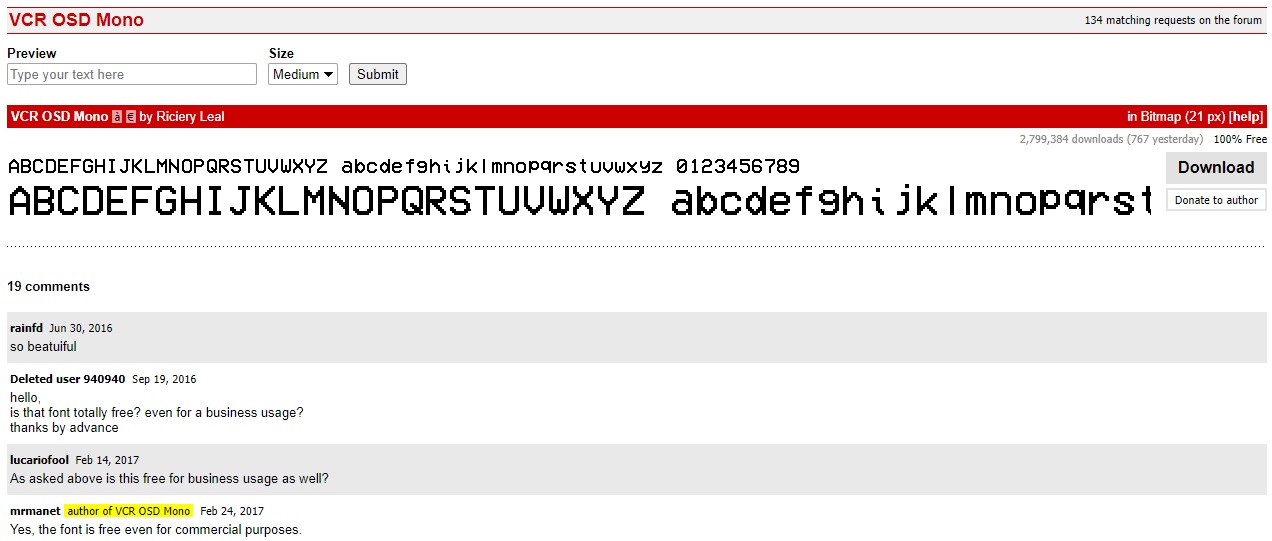 VCR OSD Mono
134 matching requests on the forum
Preview Size
Type your text here Medium Submit
VCR OSD Mono à € by Riciery Leal in Bitmap (21 px) [help]
2,799,384 downloads (767 yesterday) 100% Free
ABCDEFGHIJKLMNOPQRSTUVWXYZ abcdefghijklmnopqrstuvwxyz 0123456789
Download
ABCDEFGHIJKLMNOPQRSTUVWXYZ abcdefghijklmnopqrst
Donate to author
19 comments
rainfd Jun 30, 2016
so beatuiful
Deleted user 940940 Sep 19, 2016
hello,
is that font totally free? even for a business usage?
thanks by advance
lucariofool Feb 14, 2017
As asked above is this free for business usage as well?
mrmanet author of VCR OSD Mono Feb 24, 2017
Yes, the font is free even for commercial purposes.